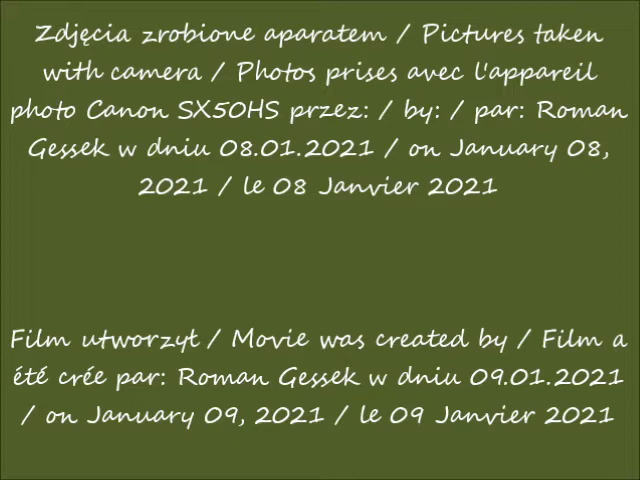 Zdjęcia zrobione aparatem / Pictures taken
with camera / Photos prises avec l'appareil
photo Canon SX50HS przez: / by: / par: Roman
Gessek w dniu 08.01.2021 / on January 08,
2021 / le 08 Janvier 2021
Film utworzył / Movie was created by / Film a
été crée par: Roman Gessek w dniu 09.01.2021
/ on January 09, 2021 / le 09 Janvier 2021